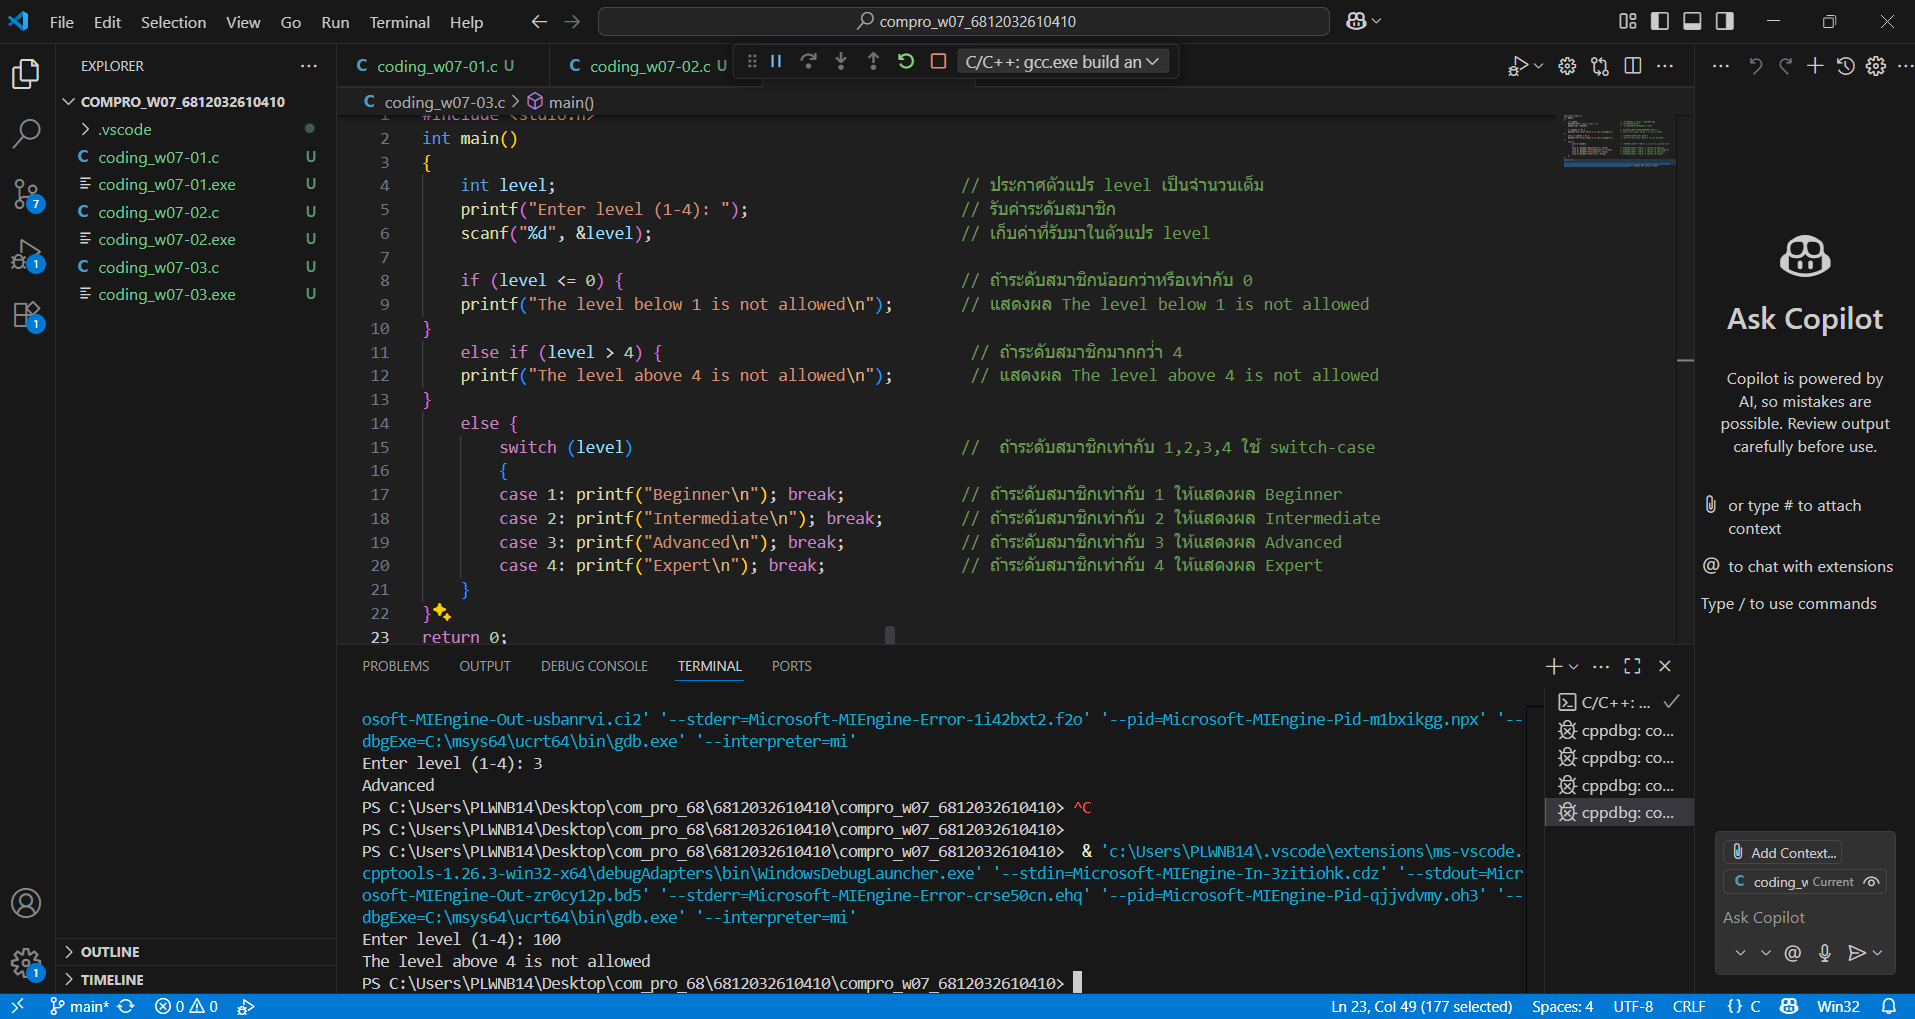 File Edit Selection View Go Run Terminal Help
compro_w07_6812032610410
EXPLORER
COMPRO_W07_6812032610410
.vscode
C coding_w07-01.c U
coding_w07-01.exe U
C coding_w07-02.c U
coding_w07-02.exe U
C coding_w07-03.c U
coding_w07-03.exe U
OUTLINE
TIMELINE
7
1
1
1
C coding_w07-01.c U
C coding_w07-02.c U
C/C++: gcc.exe build an
C coding_w07-03.c > main()
1 #include <stdio.h>
2 int main()
3 {
4 int level; // ประกาศตัวแปร level เป็นจำนวนเต็ม
5 printf("Enter level (1-4): "); // รับค่าระดับสมาชิก
6 scanf("%d", &level); // เก็บค่าที่รับมาในตัวแปร level
7
8 if (level <= 0) { // ถ้าระดับสมาชิกน้อยกว่าหรือเท่ากับ 0
9 printf("The level below 1 is not allowed\n"); // แสดงผล The level below 1 is not allowed
10 }
11 else if (level > 4) { // ถ้าระดับสมาชิกมากกว่า 4
12 printf("The level above 4 is not allowed\n"); // แสดงผล The level above 4 is not allowed
13 }
14 else {
15 switch (level) // ถ้าระดับสมาชิกเท่ากับ 1,2,3,4 ใช้ switch-case
16 {
17 case 1: printf("Beginner\n"); break; // ถ้าระดับสมาชิกเท่ากับ 1 ให้แสดงผล Beginner
18 case 2: printf("Intermediate\n"); break; // ถ้าระดับสมาชิกเท่ากับ 2 ให้แสดงผล Intermediate
19 case 3: printf("Advanced\n"); break; // ถ้าระดับสมาชิกเท่ากับ 3 ให้แสดงผล Advanced
20 case 4: printf("Expert\n"); break; // ถ้าระดับสมาชิกเท่ากับ 4 ให้แสดงผล Expert
21 }
22 }
23 return 0;
PROBLEMS OUTPUT DEBUG CONSOLE TERMINAL PORTS
osoft-MIEngine-Out-usbanrvi.ci2' '--stderr=Microsoft-MIEngine-Error-1i42bxt2.f2o' '--pid=Microsoft-MIEngine-Pid-m1bxikgg.npx' '--
dbgExe=C:\msys64\ucrt64\bin\gdb.exe' '--interpreter=mi'
Enter level (1-4): 3
Advanced
PS C:\Users\PLWNB14\Desktop\com_pro_68\6812032610410\compro_w07_6812032610410> ^C
PS C:\Users\PLWNB14\Desktop\com_pro_68\6812032610410\compro_w07_6812032610410>
PS C:\Users\PLWNB14\Desktop\com_pro_68\6812032610410\compro_w07_6812032610410> & 'c:\Users\PLWNB14\.vscode\extensions\ms-vscode.
cpptools-1.26.3-win32-x64\debugAdapters\bin\WindowsDebugLauncher.exe' '--stdin=Microsoft-MIEngine-In-3zitiohk.cdz' '--stdout=Micr
osoft-MIEngine-Out-zr0cy12p.bd5' '--stderr=Microsoft-MIEngine-Error-crse50cn.ehq' '--pid=Microsoft-MIEngine-Pid-qjjvdvmy.oh3' '--
dbgExe=C:\msys64\ucrt64\bin\gdb.exe' '--interpreter=mi'
Enter level (1-4): 100
The level above 4 is not allowed
PS C:\Users\PLWNB14\Desktop\com_pro_68\6812032610410\compro_w07_6812032610410>
C/C++: ...
cppdbg: co...
cppdbg: co...
cppdbg: co...
cppdbg: co...
Ask Copilot
Copilot is powered by
AI, so mistakes are
possible. Review output
carefully before use.
or type # to attach
context
@ to chat with extensions
Type / to use commands
Add Context...
C coding_w Current
Ask Copilot
@
main* 0 0
Ln 23, Col 49 (177 selected) Spaces: 4 UTF-8 CRLF {} C Win32